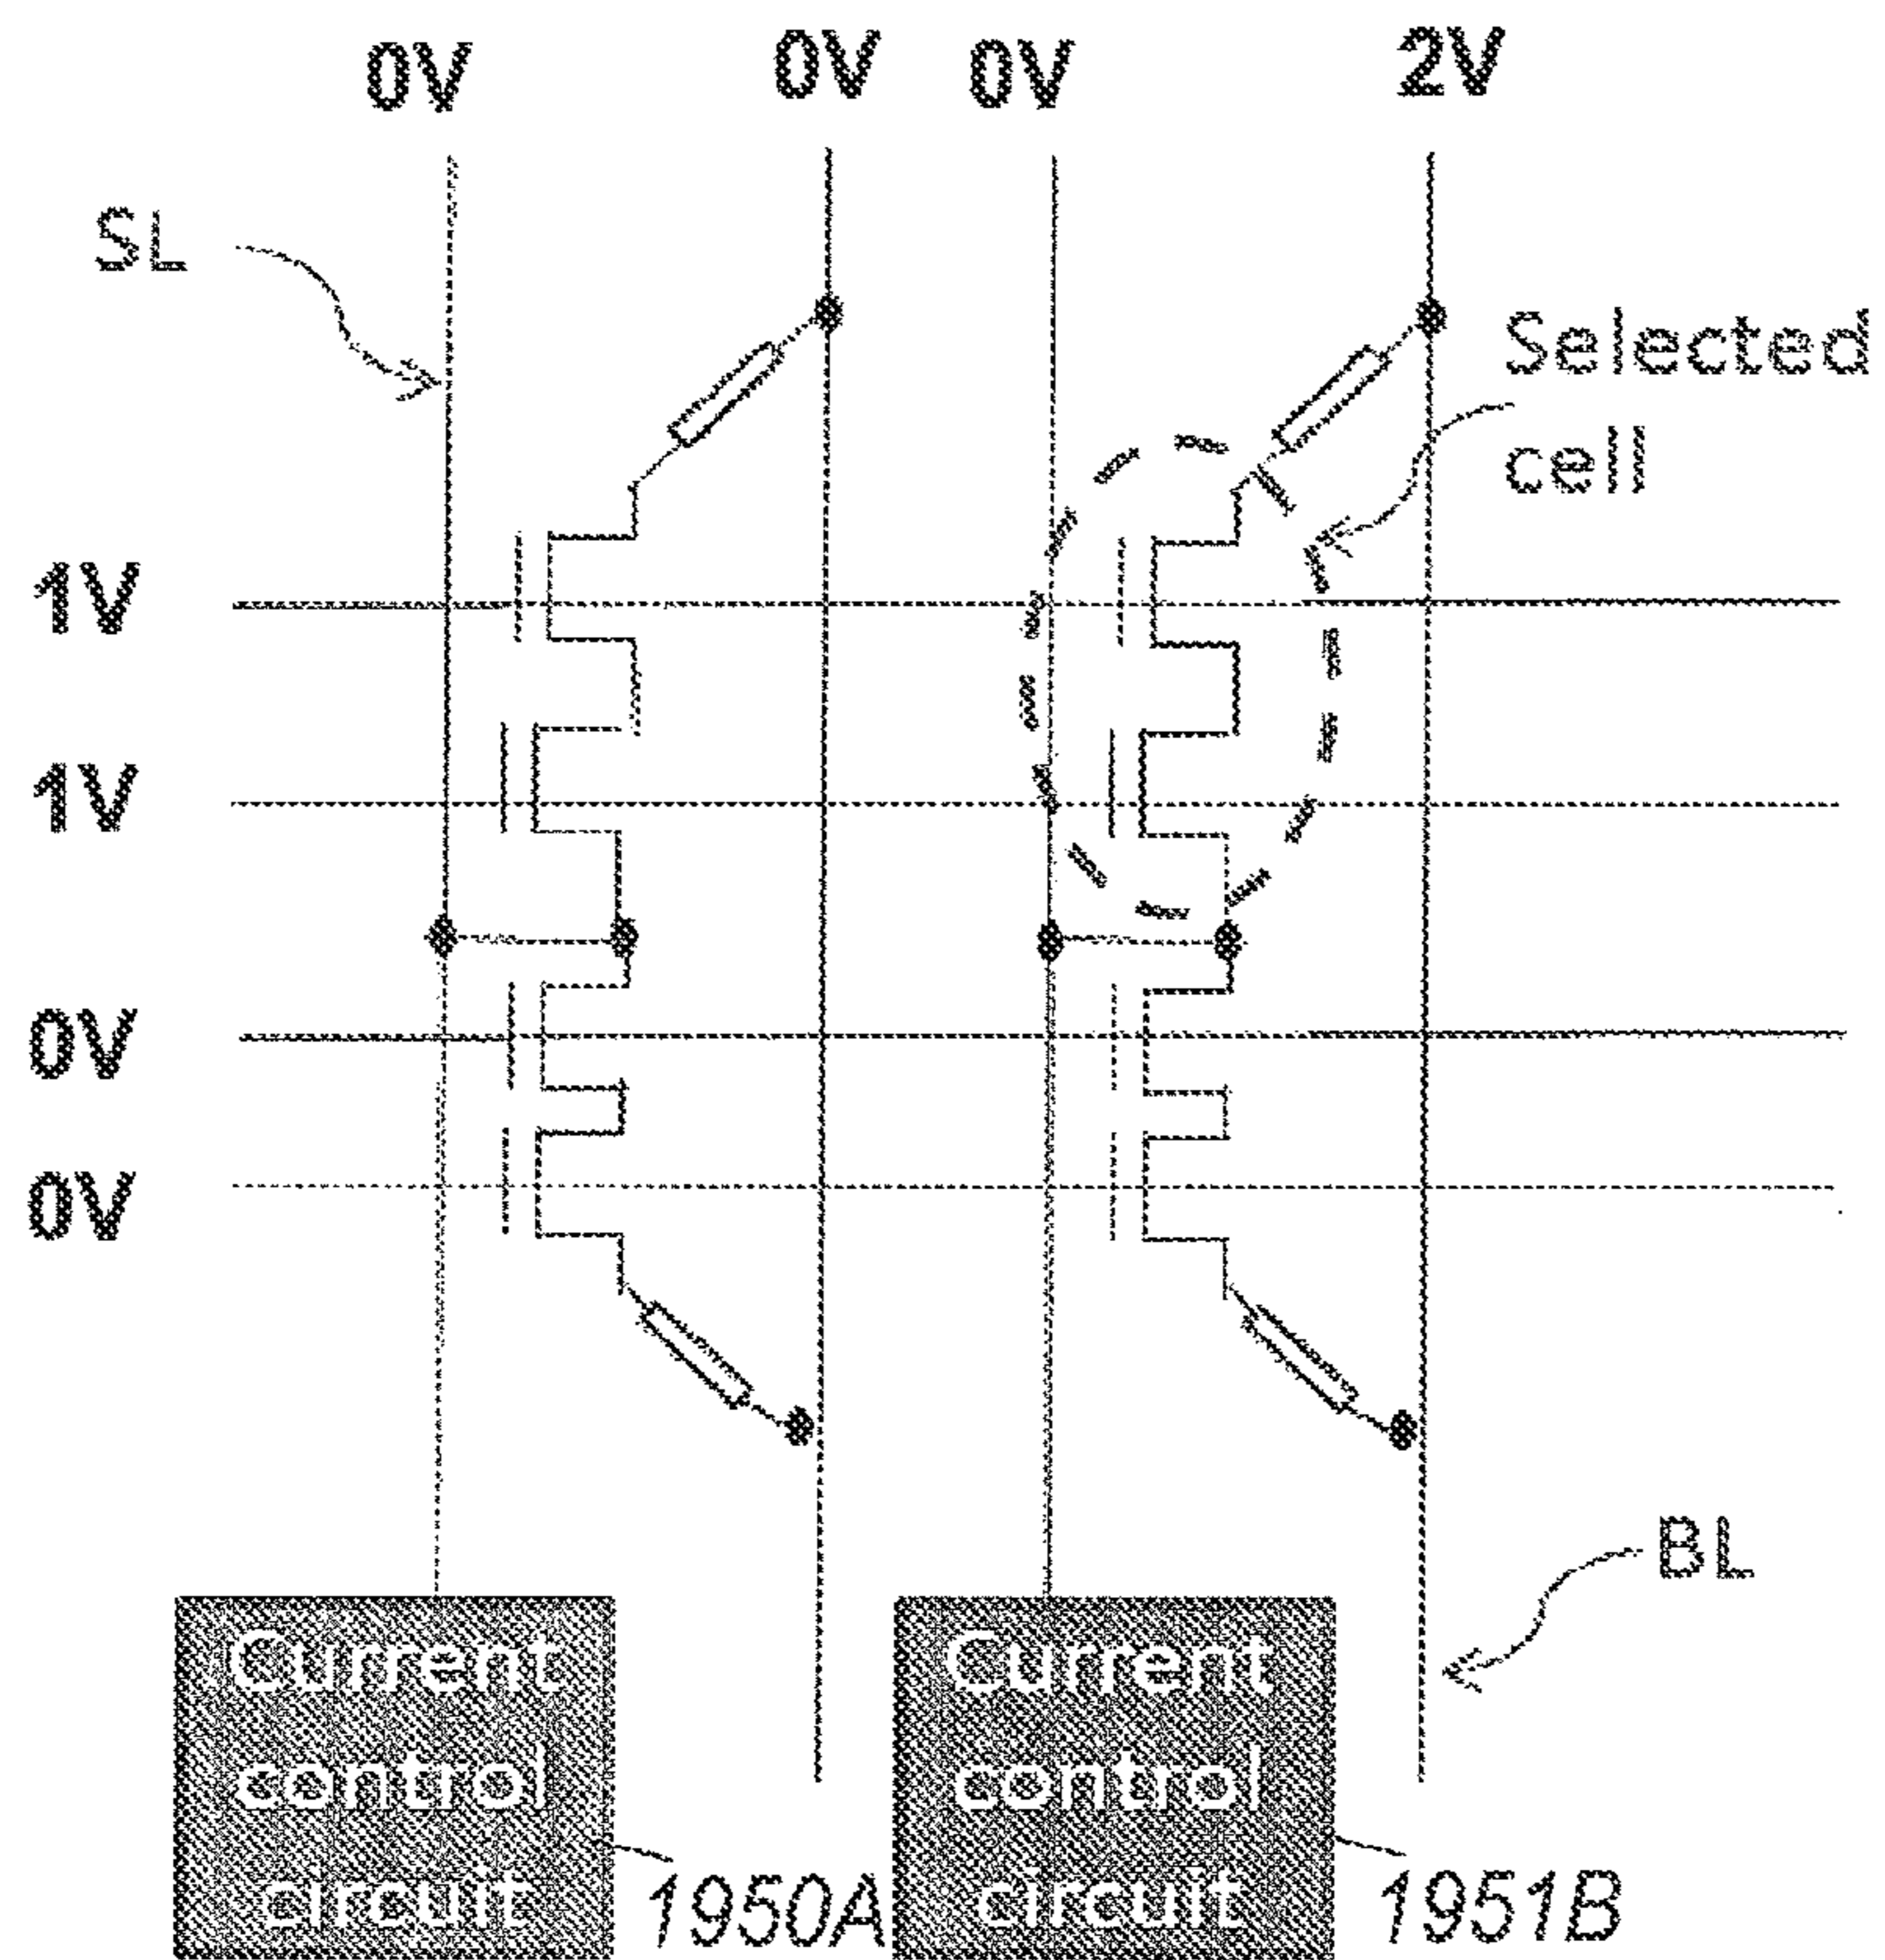 0V 0V 0V 2V
SL
Selected
cell
1V
1V
0V
0V
BL
Current
control
circuit
1950A
Current
control
circuit
1951B